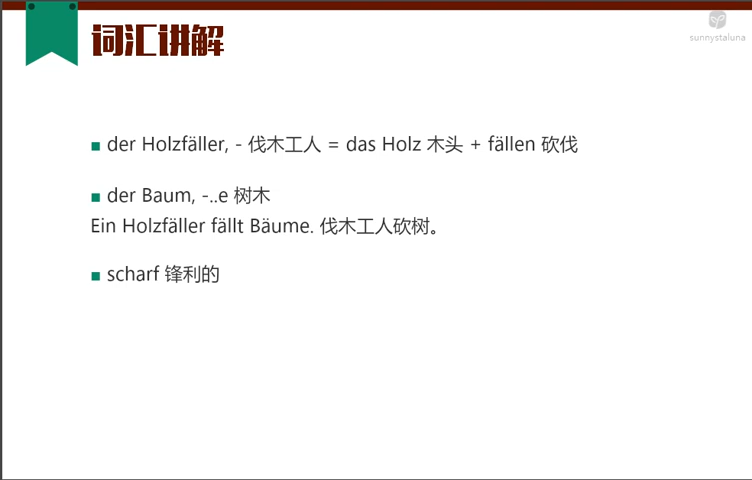 词汇讲解
sunnystaluna
der Holzfäller, - 伐木工人 = das Holz 木头 + fällen 砍伐
der Baum, -..e 树木
Ein Holzfäller fällt Bäume. 伐木工人砍树。
scharf 锋利的